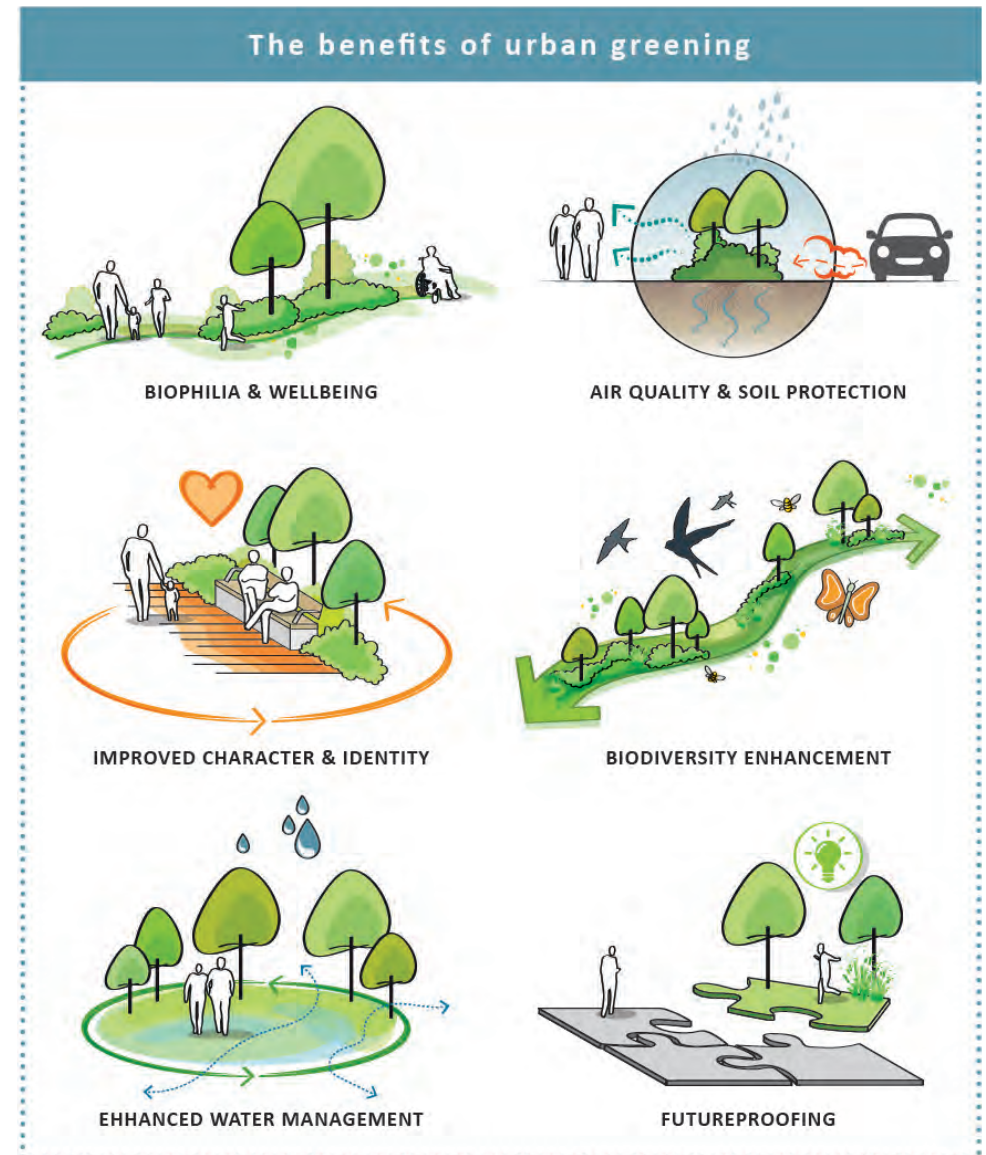 The benefits of urban greening
BIOPHILIA & WELLBEING
AIR QUALITY & SOIL PROTECTION
IMPROVED CHARACTER & IDENTITY
BIODIVERSITY ENHANCEMENT
EHHANCED WATER MANAGEMENT
FUTUREPROOFING